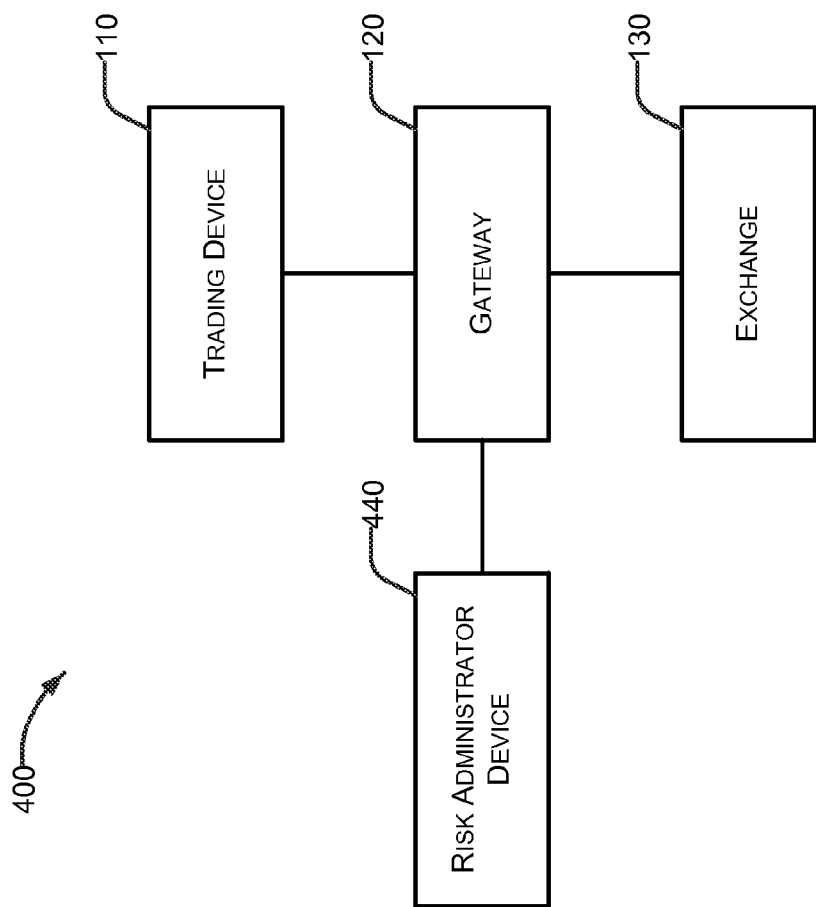 400
110
TRADING DEVICE
120
GATEWAY
130
EXCHANGE
440
RISK ADMINISTRATOR
DEVICE